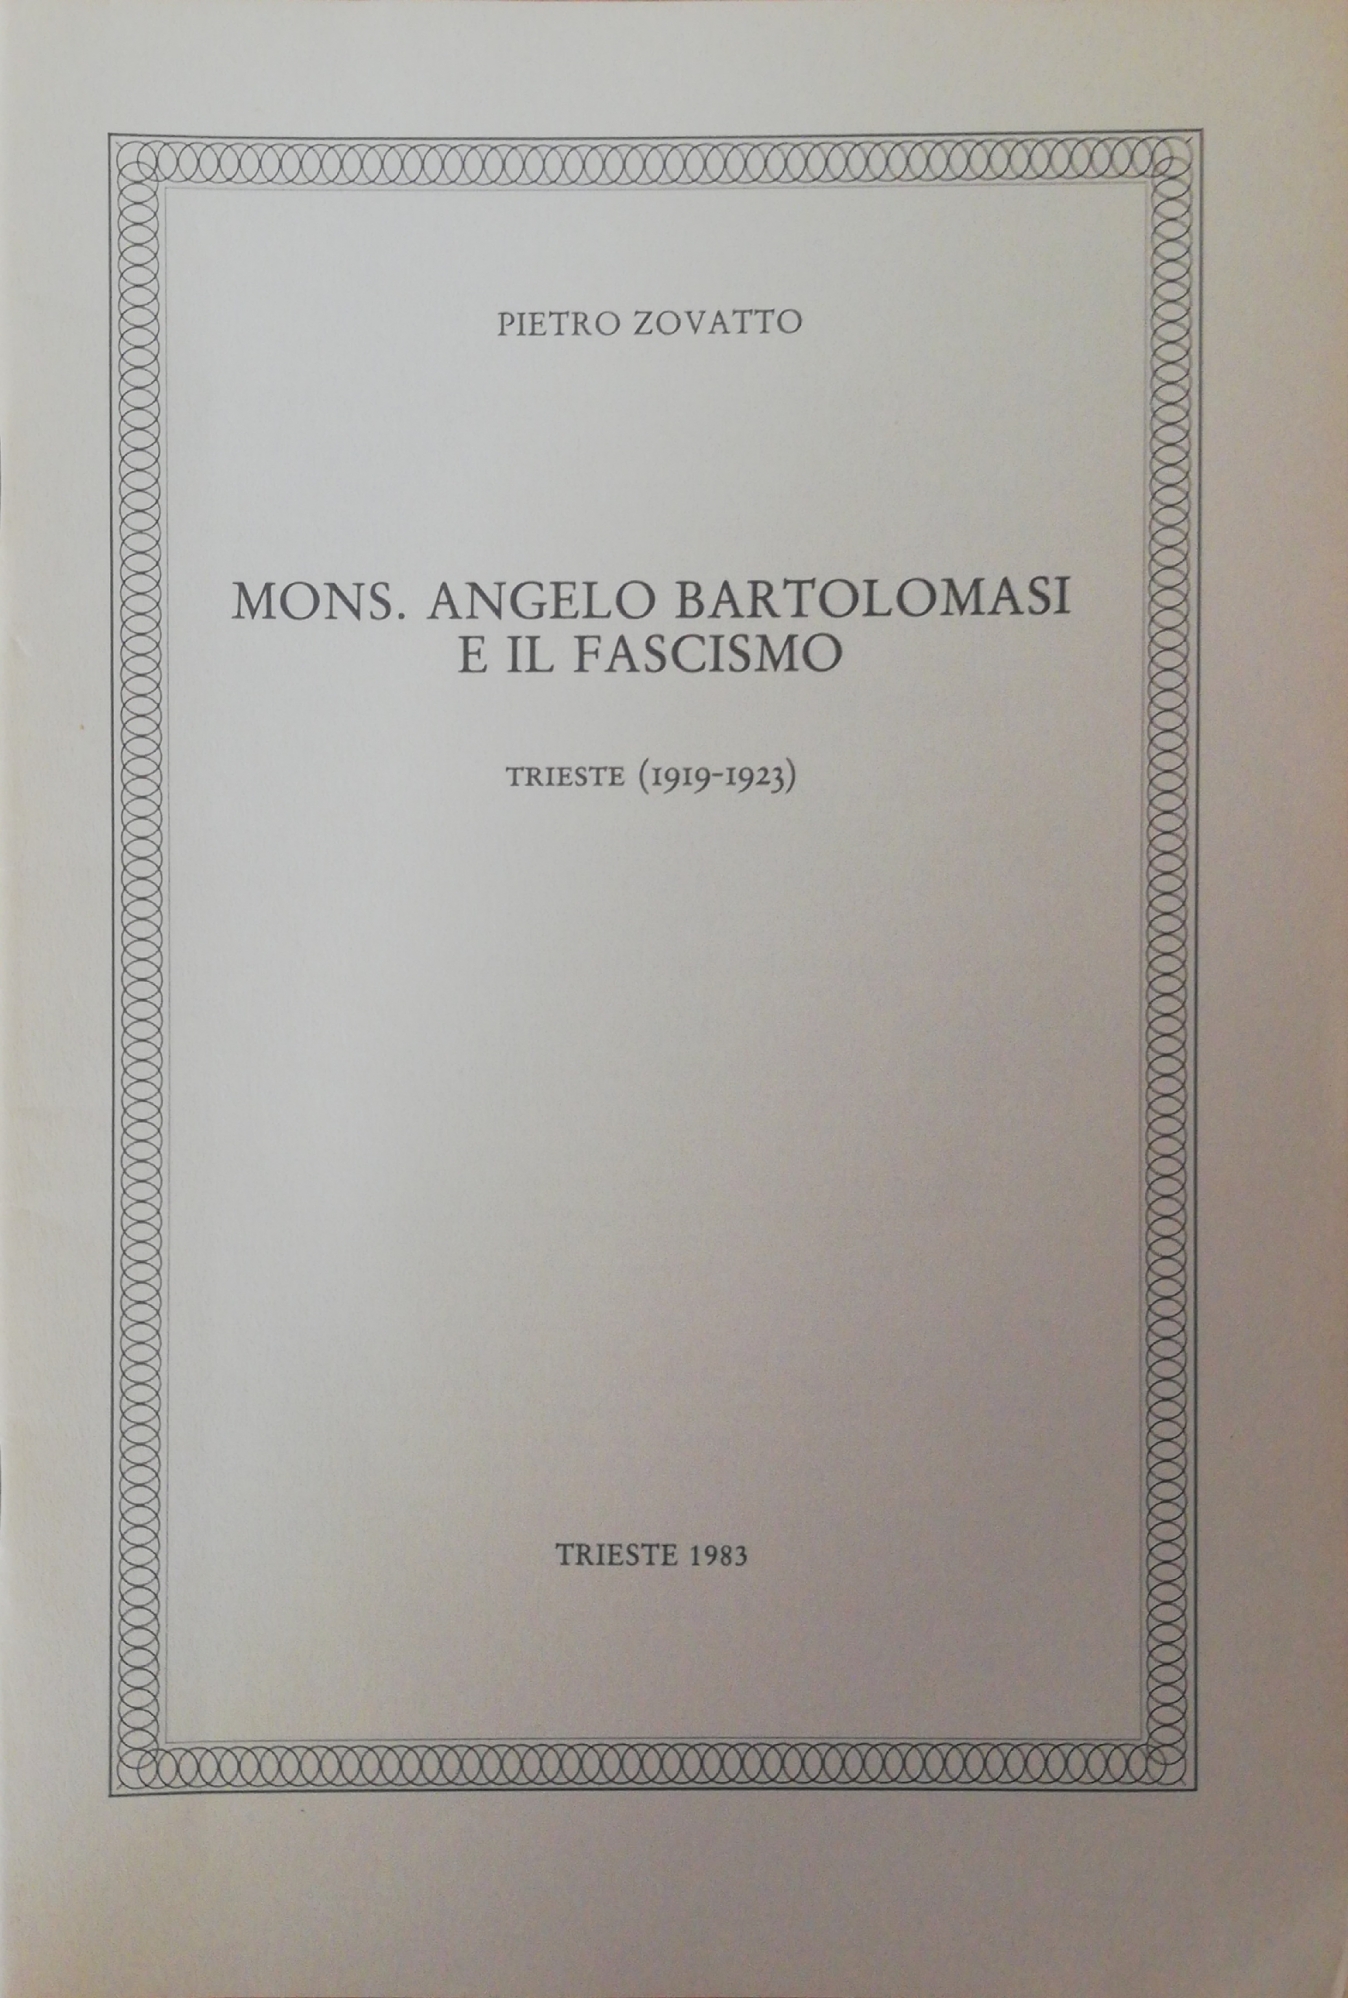 PIETRO ZOVATTO
MONS. ANGELO BARTOLOMASI
E IL FASCISMO
TRIESTE (1919-1923)
TRIESTE 1983